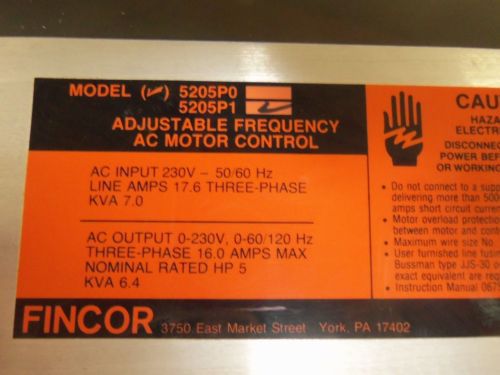 MODEL (✓) 5205P0
5205P1 ✓
ADJUSTABLE FREQUENCY
AC MOTOR CONTROL
AC INPUT 230V – 50/60 Hz
LINE AMPS 17.6 THREE-PHASE
KVA 7.0
AC OUTPUT 0-230V, 0-60/120 Hz
THREE-PHASE 16.0 AMPS MAX
NOMINAL RATED HP 5
KVA 6.4
FINCOR 3750 East Market Street York, PA 17402
CAU
HAZA
ELECTRI
DISCONNEC
POWER BEF
OR WORKING
• Do not connect to a supp
delivering more than 500
amps short circuit curren
• Motor overload protectio
between motor and contr
• Maximum wire size No.
• User furnished line fusin
Bussman type JJS-30 o
exact equivalent are req
• Instruction Manual 067